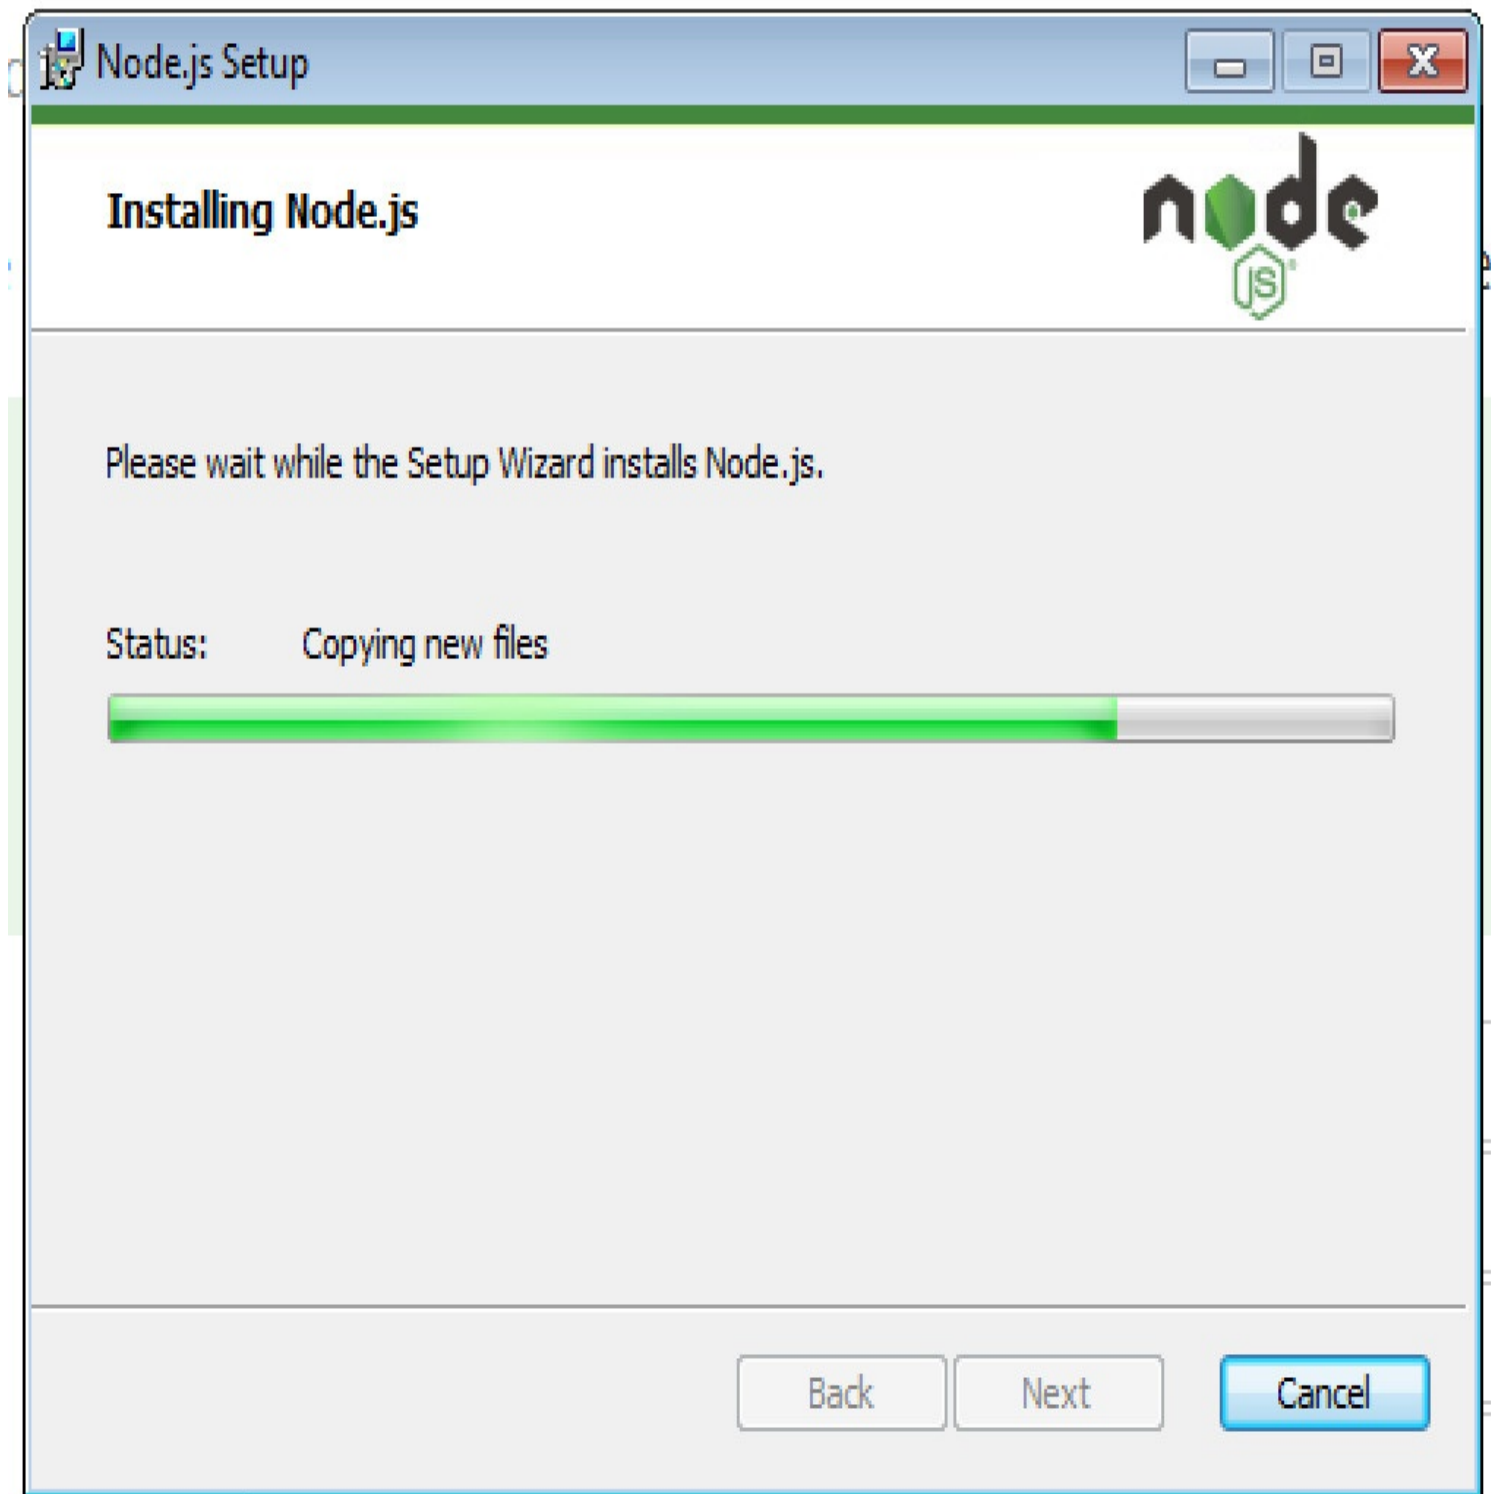 Node.js Setup
Installing Node.js
node
JS
Please wait while the Setup Wizard installs Node.js.
Status: Copying new files
Back Next Cancel